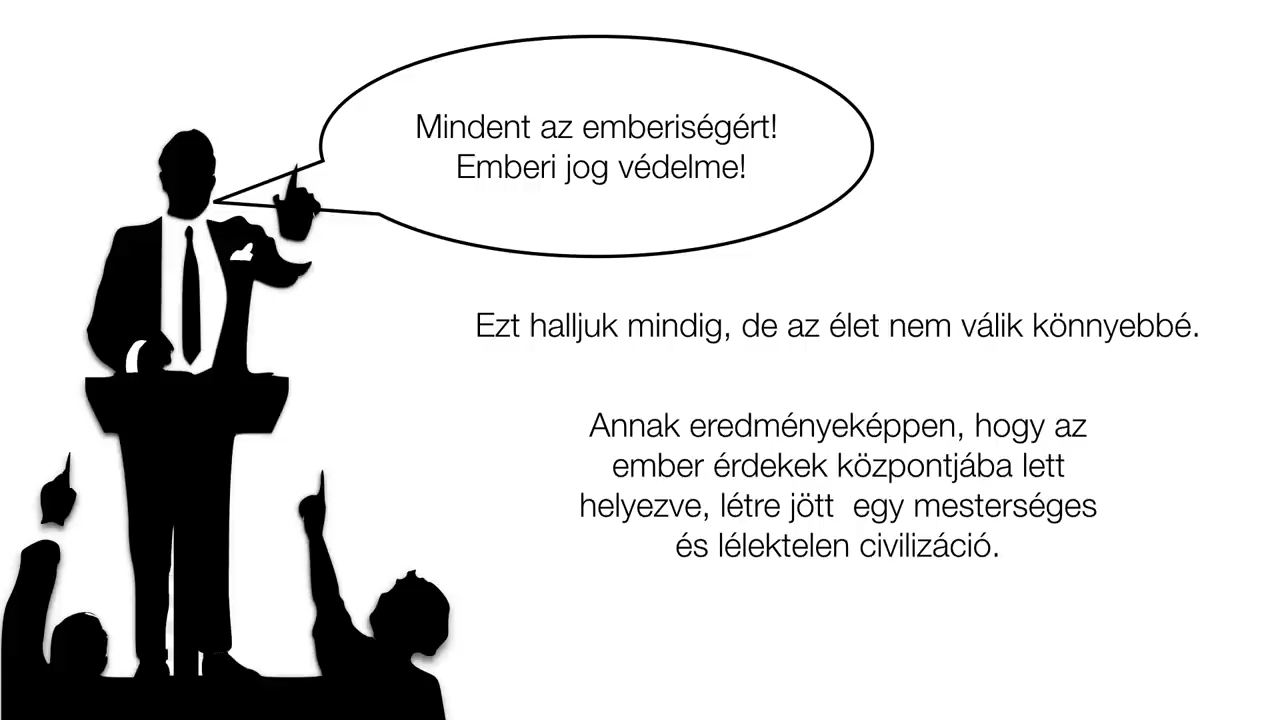 Mindent az emberiségért!
Emberi jog védelme!
Ezt halljuk mindig, de az élet nem válik könnyebbé.
Annak eredményeképpen, hogy az
ember érdekek központjába lett
helyezve, létre jött  egy mesterséges
és lélektelen civilizáció.